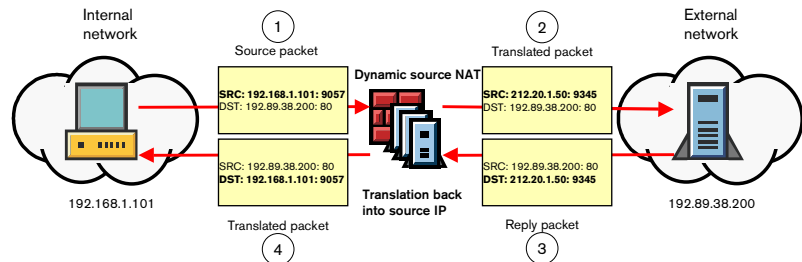 Internal
network
1
Source packet
2
Translated packet
External
network
Dynamic source NAT
SRC: 192.168.1.101: 9057
DST: 192.89.38.200: 80
SRC: 212.20.1.50: 9345
DST: 192.89.38.200: 80
SRC: 192.89.38.200: 80
DST: 192.168.1.101: 9057
SRC: 192.89.38.200: 80
DST: 212.20.1.50: 9345
Translation back
into source IP
192.168.1.101
192.89.38.200
Translated packet
4
Reply packet
3